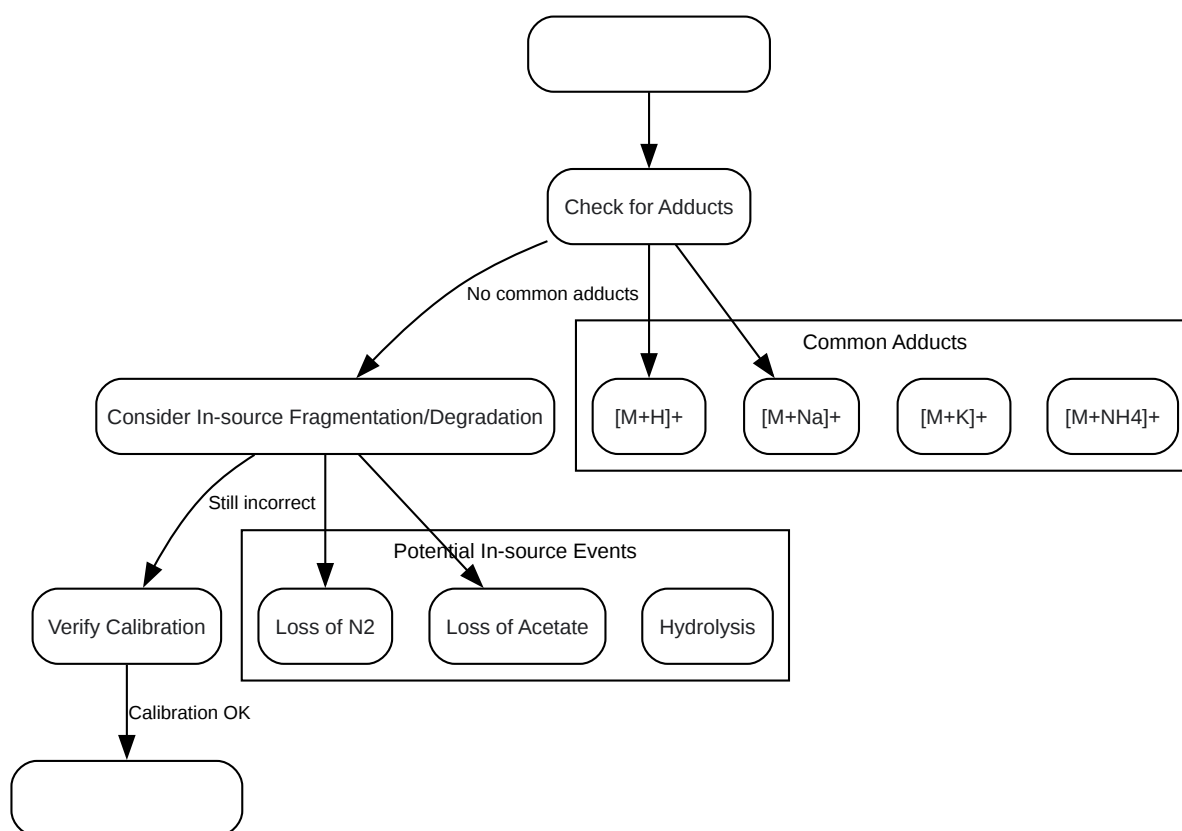 Check for Adducts
No common adducts
Common Adducts
Consider In-source Fragmentation/Degradation
[M+H]+
[M+Na]+
[M+K]+
[M+NH4]+
Still incorrect
Potential In-source Events
Verify Calibration
Loss of N2
Loss of Acetate
Hydrolysis
Calibration OK